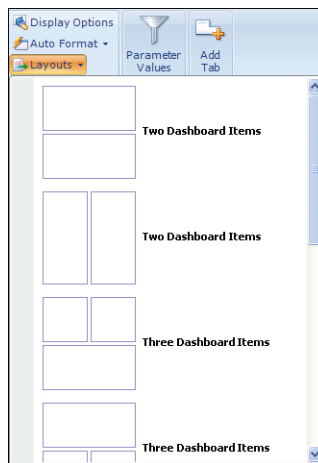 Display Options
Auto Format
Layouts
Parameter
Values
Add
Tab
Two Dashboard Items
Two Dashboard Items
Three Dashboard Items
Three Dashboard Items